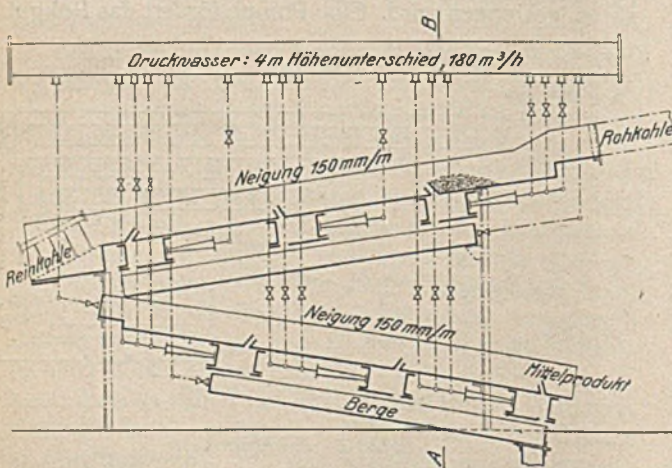 B
Druckwasser: 4 m Höhenunterschied, 180 m³/h
Rohkohle
Neigung 150 mm/m
Reinkohle
Neigung 150 mm/m
Mittelprodukt
Berge
A